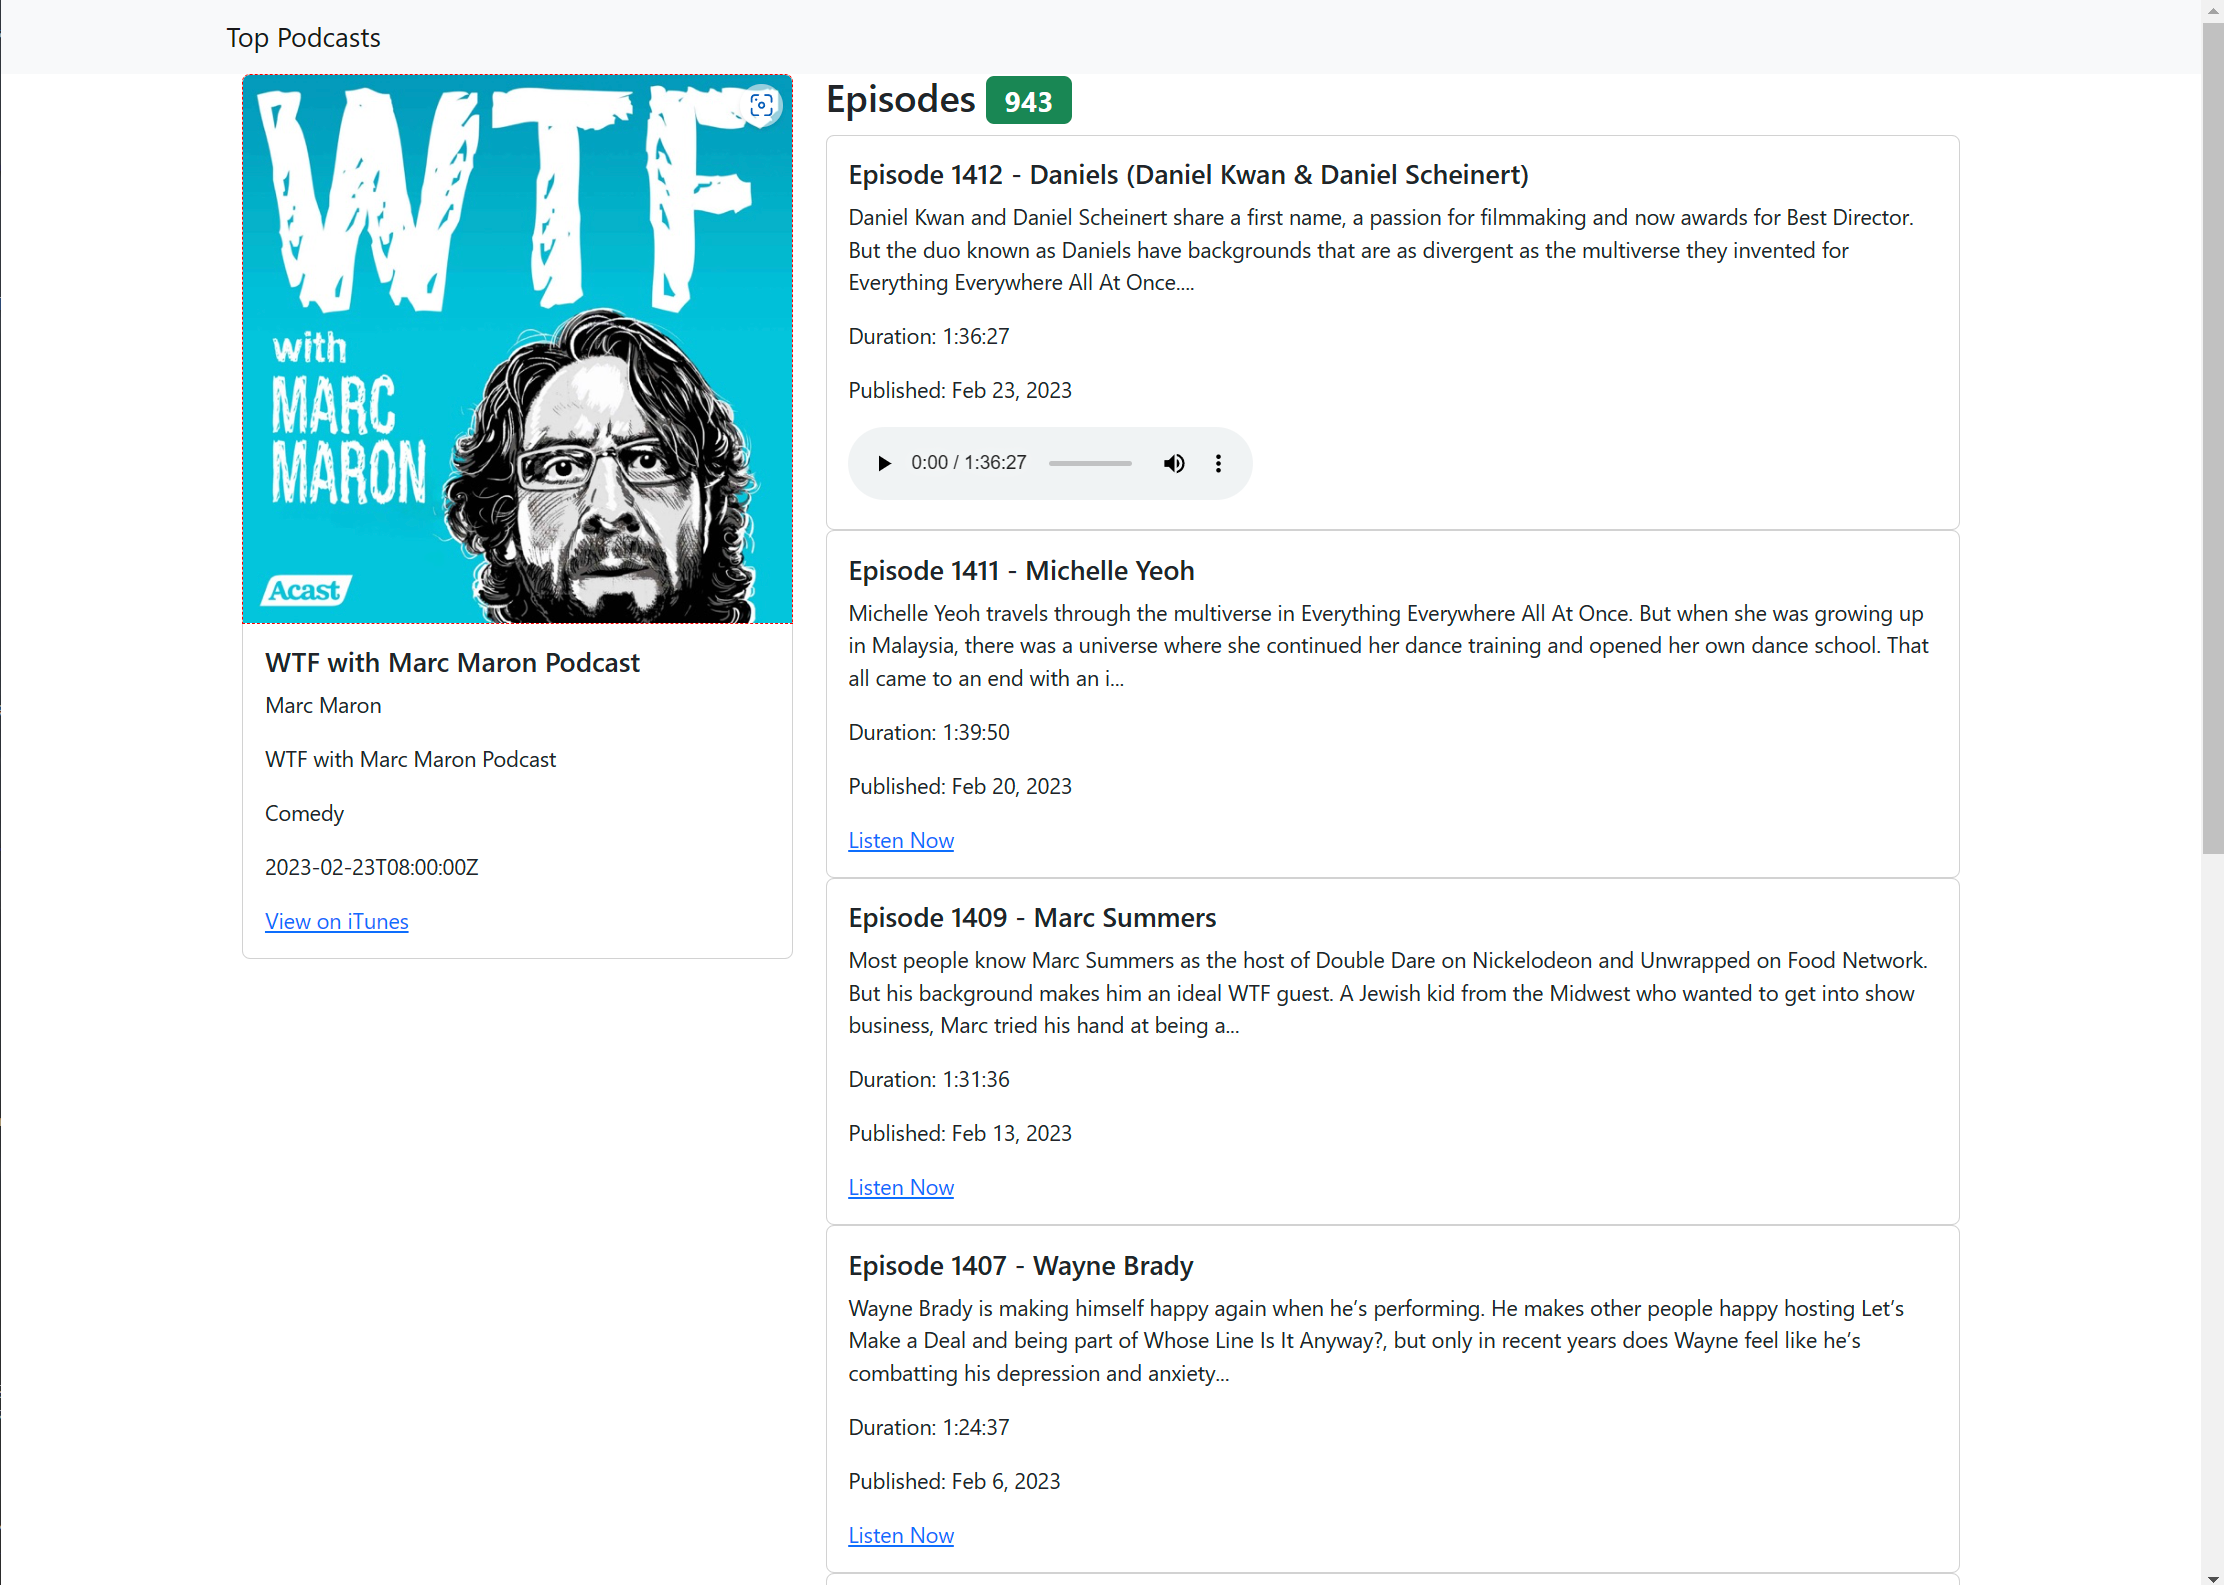 Top Podcasts
WTF
with
MARC
MARON
Acast
WTF with Marc Maron Podcast
Marc Maron
WTF with Marc Maron Podcast
Comedy
2023-02-23T08:00:00Z
View on iTunes
Episodes 943
Episode 1412 - Daniels (Daniel Kwan & Daniel Scheinert)
Daniel Kwan and Daniel Scheinert share a first name, a passion for filmmaking and now awards for Best Director.
But the duo known as Daniels have backgrounds that are as divergent as the multiverse they invented for
Everything Everywhere All At Once....
Duration: 1:36:27
Published: Feb 23, 2023
0:00 / 1:36:27
Episode 1411 - Michelle Yeoh
Michelle Yeoh travels through the multiverse in Everything Everywhere All At Once. But when she was growing up
in Malaysia, there was a universe where she continued her dance training and opened her own dance school. That
all came to an end with an i...
Duration: 1:39:50
Published: Feb 20, 2023
Listen Now
Episode 1409 - Marc Summers
Most people know Marc Summers as the host of Double Dare on Nickelodeon and Unwrapped on Food Network.
But his background makes him an ideal WTF guest. A Jewish kid from the Midwest who wanted to get into show
business, Marc tried his hand at being a...
Duration: 1:31:36
Published: Feb 13, 2023
Listen Now
Episode 1407 - Wayne Brady
Wayne Brady is making himself happy again when he’s performing. He makes other people happy hosting Let’s
Make a Deal and being part of Whose Line Is It Anyway?, but only in recent years does Wayne feel like he’s
combatting his depression and anxiety...
Duration: 1:24:37
Published: Feb 6, 2023
Listen Now